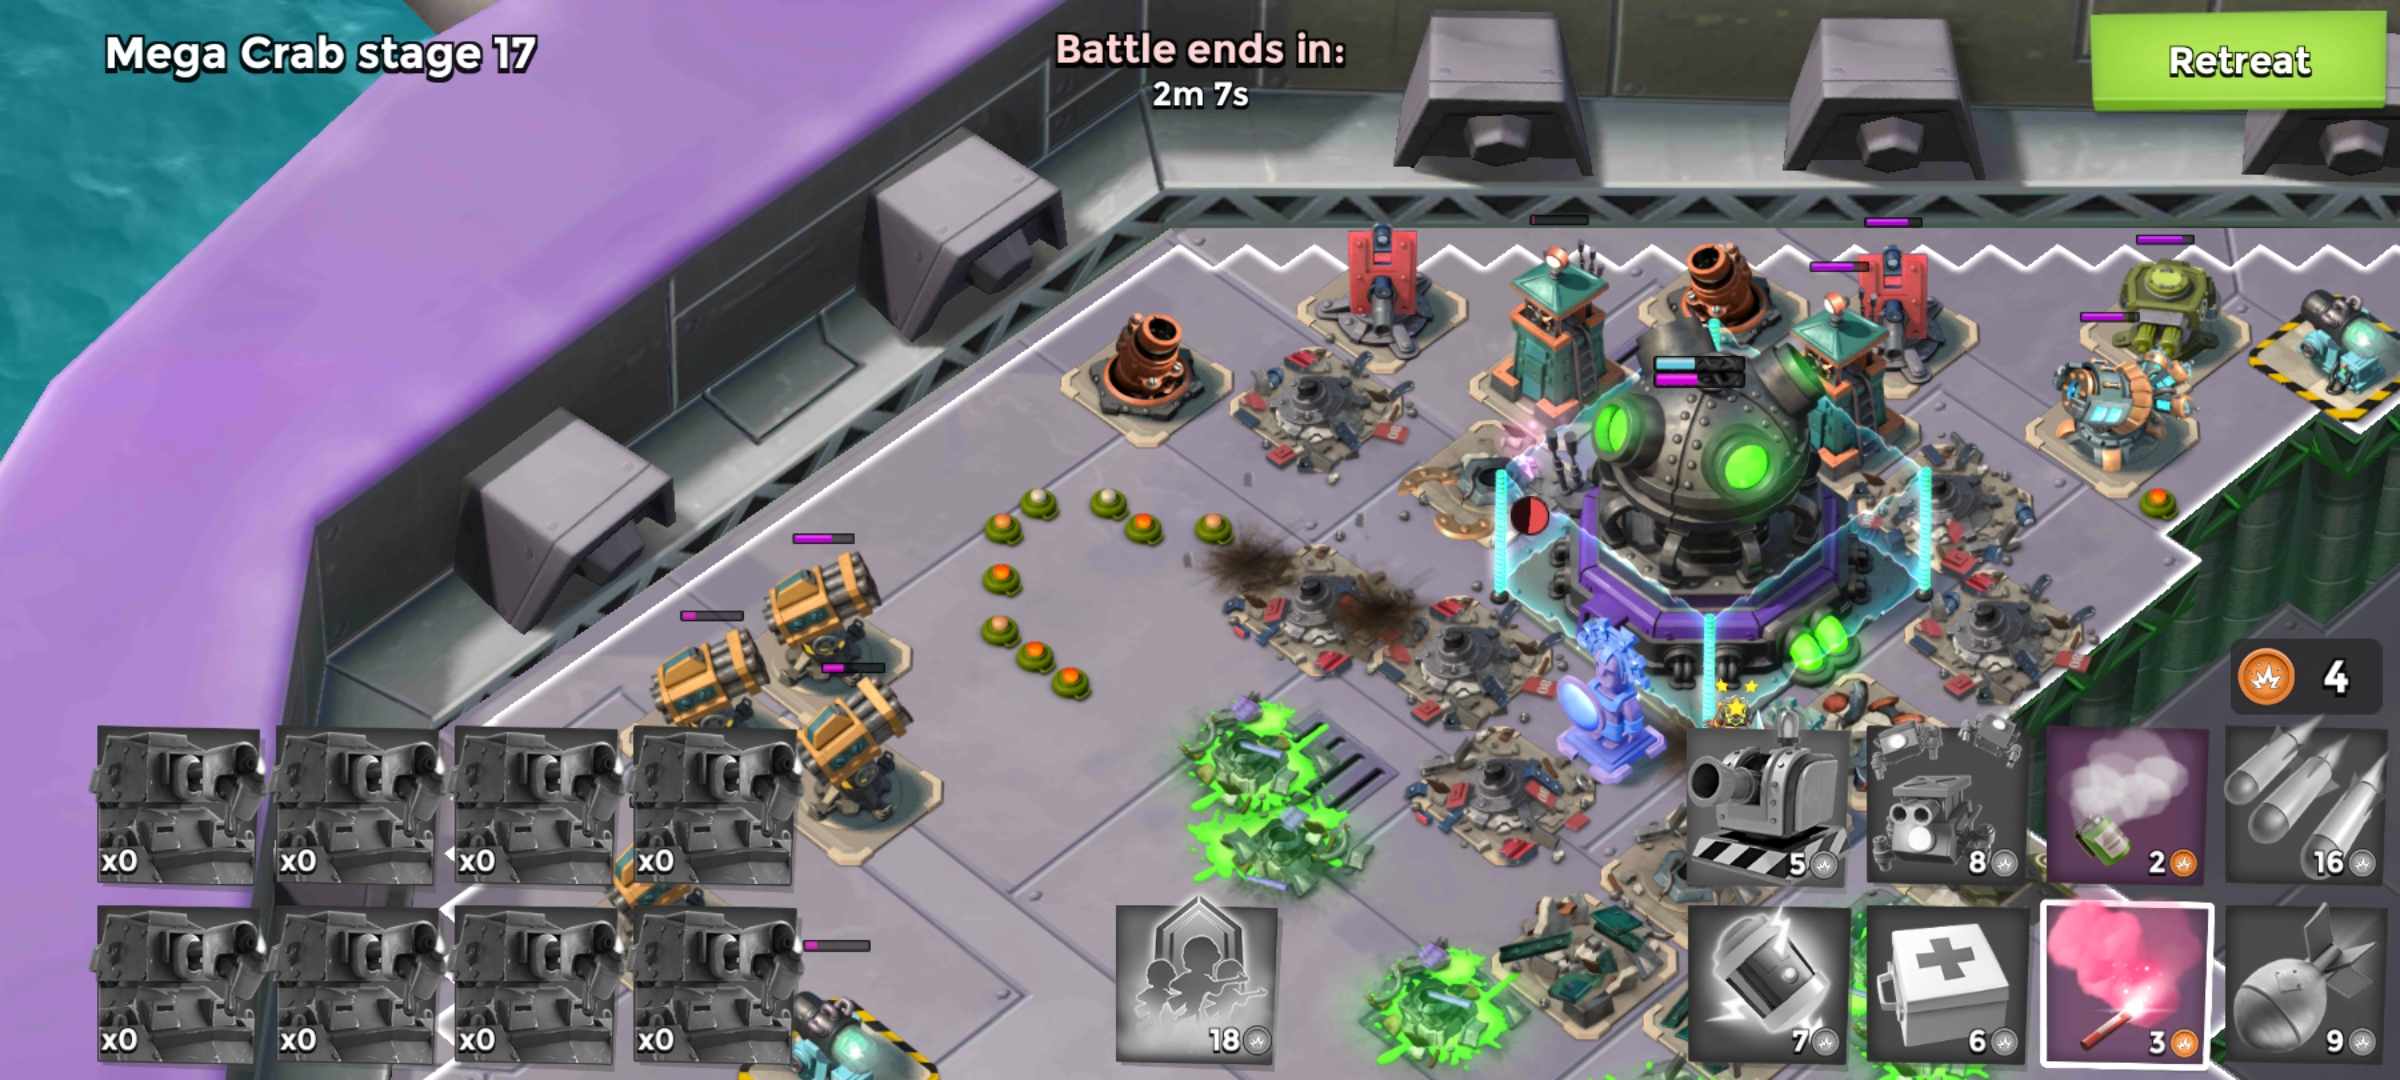 Mega Crab stage 17
Battle ends in:
2m 7s
Retreat
4
x0
x0
x0
x0
5
8
2
16
x0
x0
x0
x0
18
7
6
3
9